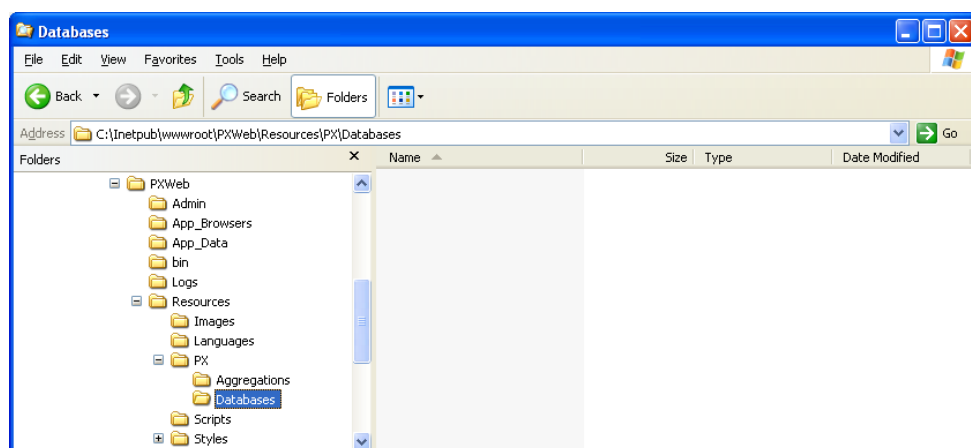 Databases
File Edit View Favorites Tools Help
Back Search Folders
Address C:\Inetpub\wwwroot\PXWeb\Resources\PX\Databases Go
Folders Name Size Type Date Modified
PXWeb
Admin
App_Browsers
App_Data
bin
Logs
Resources
Images
Languages
PX
Aggregations
Databases
Scripts
Styles